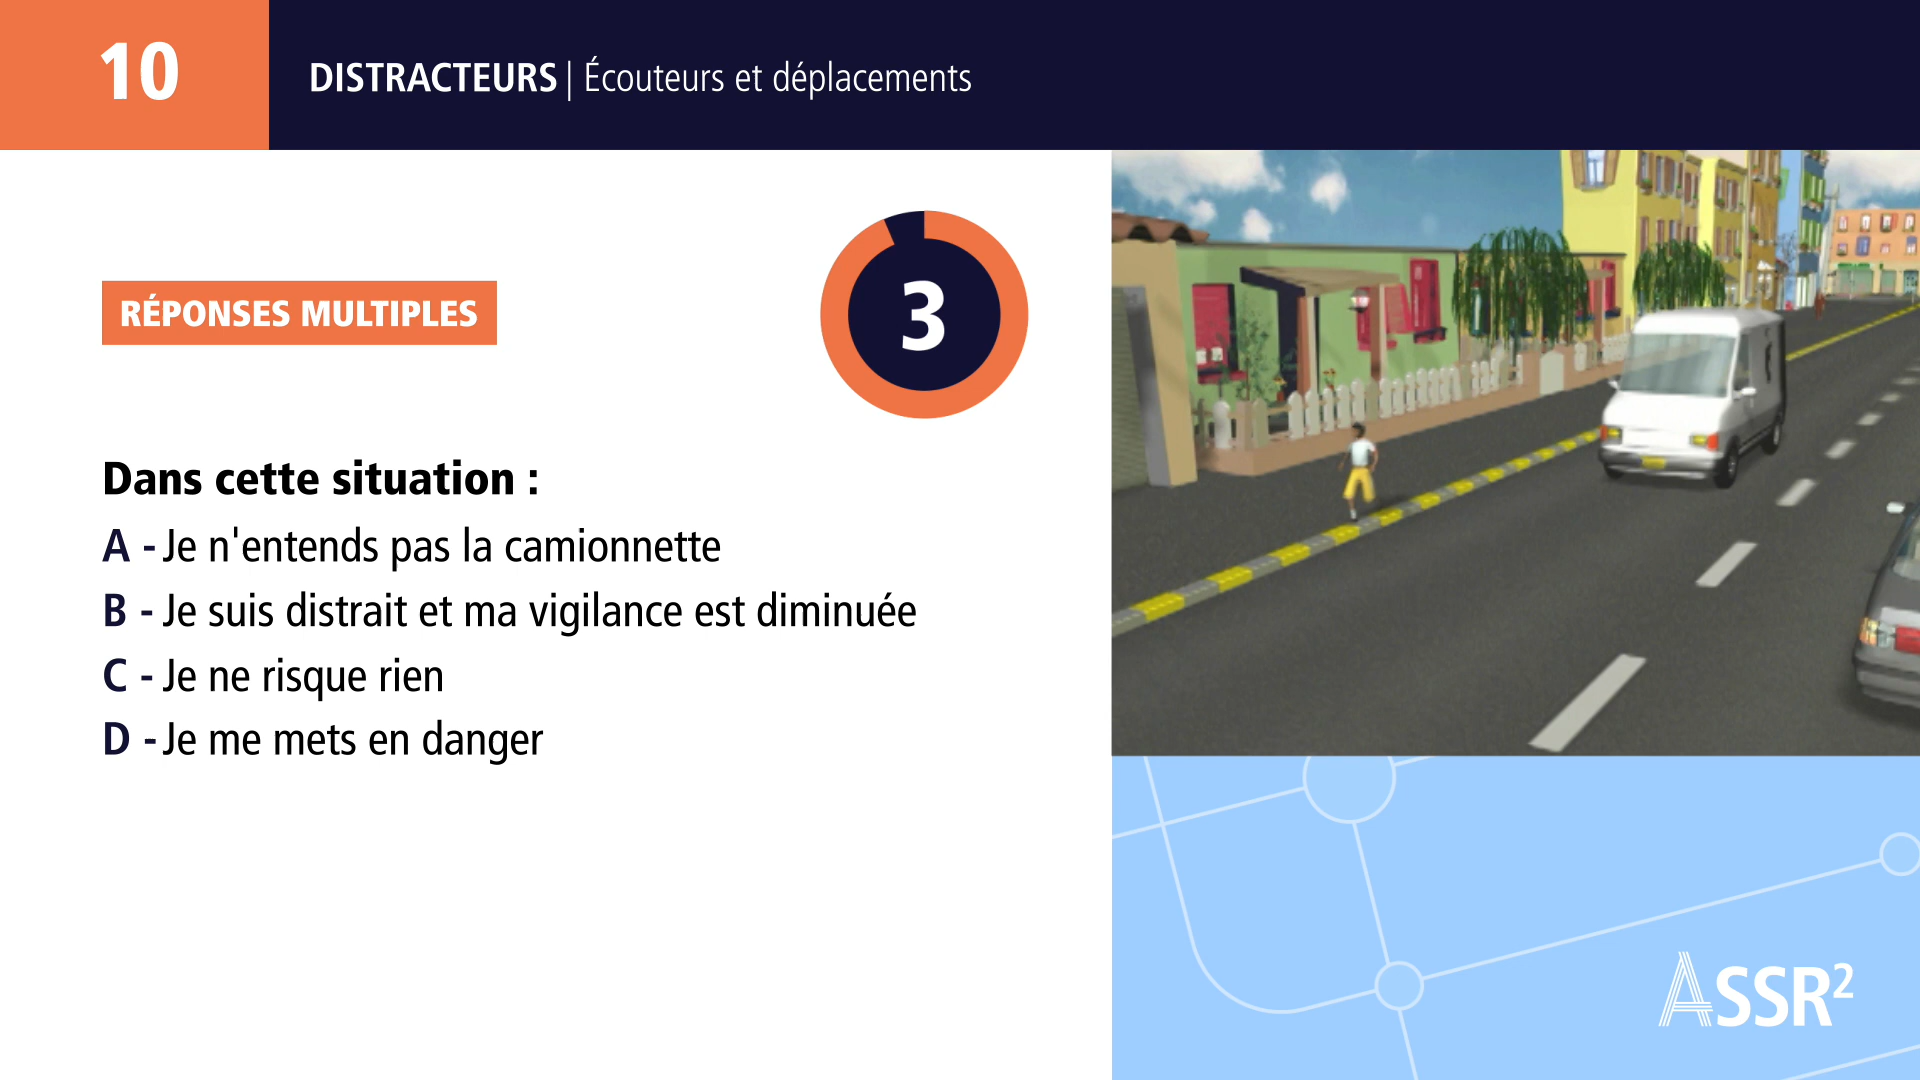 10
DISTRACTEURS | Écouteurs et déplacements
RÉPONSES MULTIPLES
3
Dans cette situation :
A - Je n'entends pas la camionnette
B - Je suis distrait et ma vigilance est diminuée
C - Je ne risque rien
D - Je me mets en danger
ASSR²